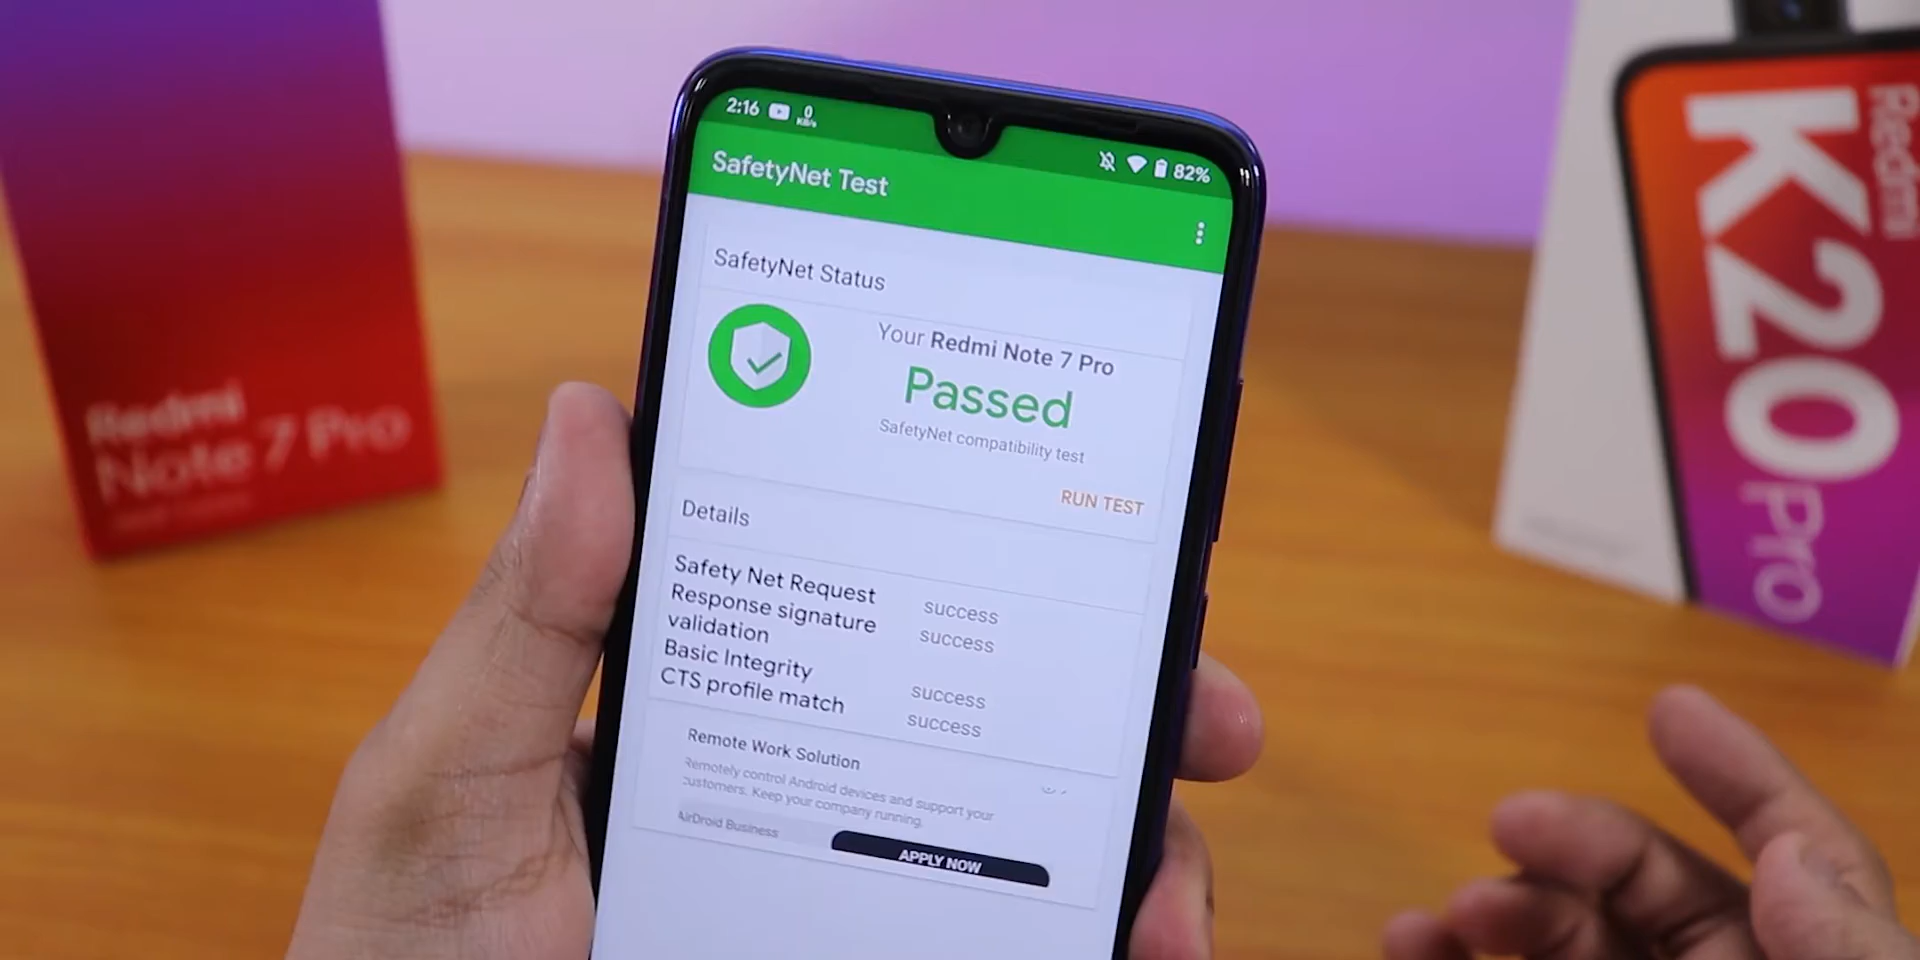 Redmi
Note 7 Pro
2:16
0
KB/s
82%
SafetyNet Test
SafetyNet Status
Your Redmi Note 7 Pro
Passed
SafetyNet compatibility test
RUN TEST
Details
Safety Net Request success
Response signature success
validation
Basic Integrity success
CTS profile match success
Remote Work Solution
Remotely control Android devices and support your
customers. Keep your company running.
AirDroid Business
APPLY NOW
Redmi
K20
Pro